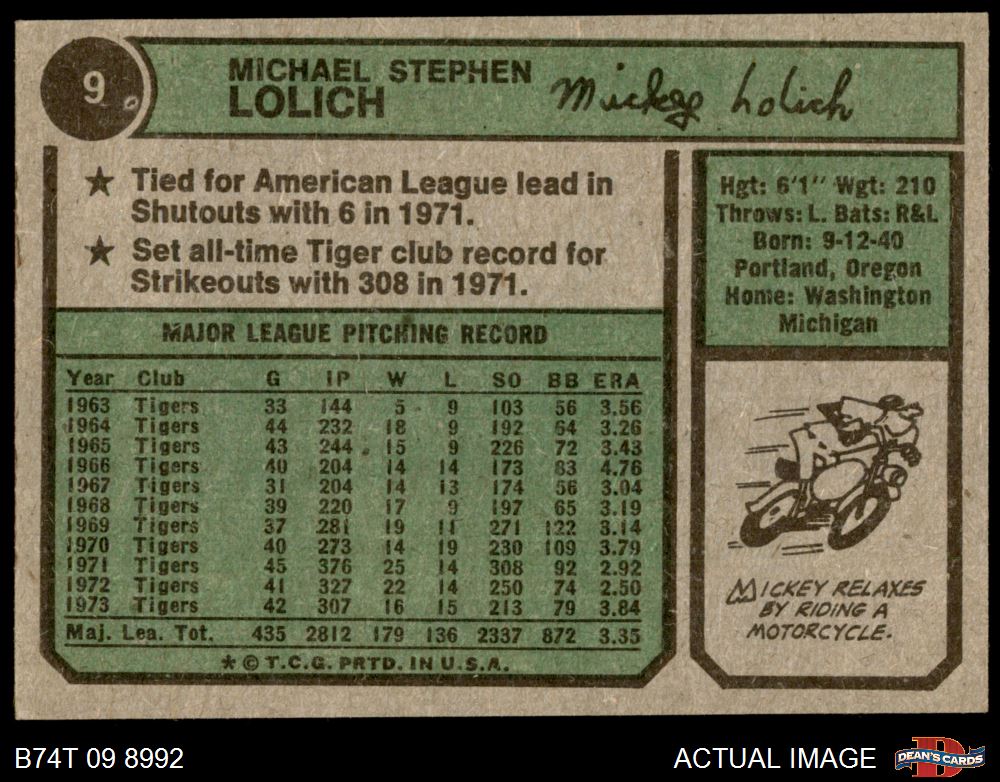 9
MICHAEL STEPHEN
LOLICH
Mickey Lolich
★ Tied for American League lead in
Shutouts with 6 in 1971.
★ Set all-time Tiger club record for
Strikeouts with 308 in 1971.
MAJOR LEAGUE PITCHING RECORD
Year Club G IP W L SO BB ERA
1963 Tigers 33 144 5 9 103 56 3.56
1964 Tigers 44 232 18 9 192 64 3.26
1965 Tigers 43 244 15 9 226 72 3.43
1966 Tigers 40 204 14 14 173 83 4.76
1967 Tigers 31 204 14 13 174 56 3.04
1968 Tigers 39 220 17 9 197 65 3.19
1969 Tigers 37 281 19 11 271 122 3.14
1970 Tigers 40 273 14 19 230 109 3.79
1971 Tigers 45 376 25 14 308 92 2.92
1972 Tigers 41 327 22 14 250 74 2.50
1973 Tigers 42 307 16 15 213 79 3.84
Maj. Lea. Tot. 435 2812 179 136 2337 872 3.35
* © T.C.G. PRTD. IN U.S.A.
Hgt: 6'1" Wgt: 210
Throws: L. Bats: R&L
Born: 9-12-40
Portland, Oregon
Home: Washington
Michigan
MICKEY RELAXES
BY RIDING A
MOTORCYCLE.
B74T 09 8992
ACTUAL IMAGE
D
DEAN'S CARDS